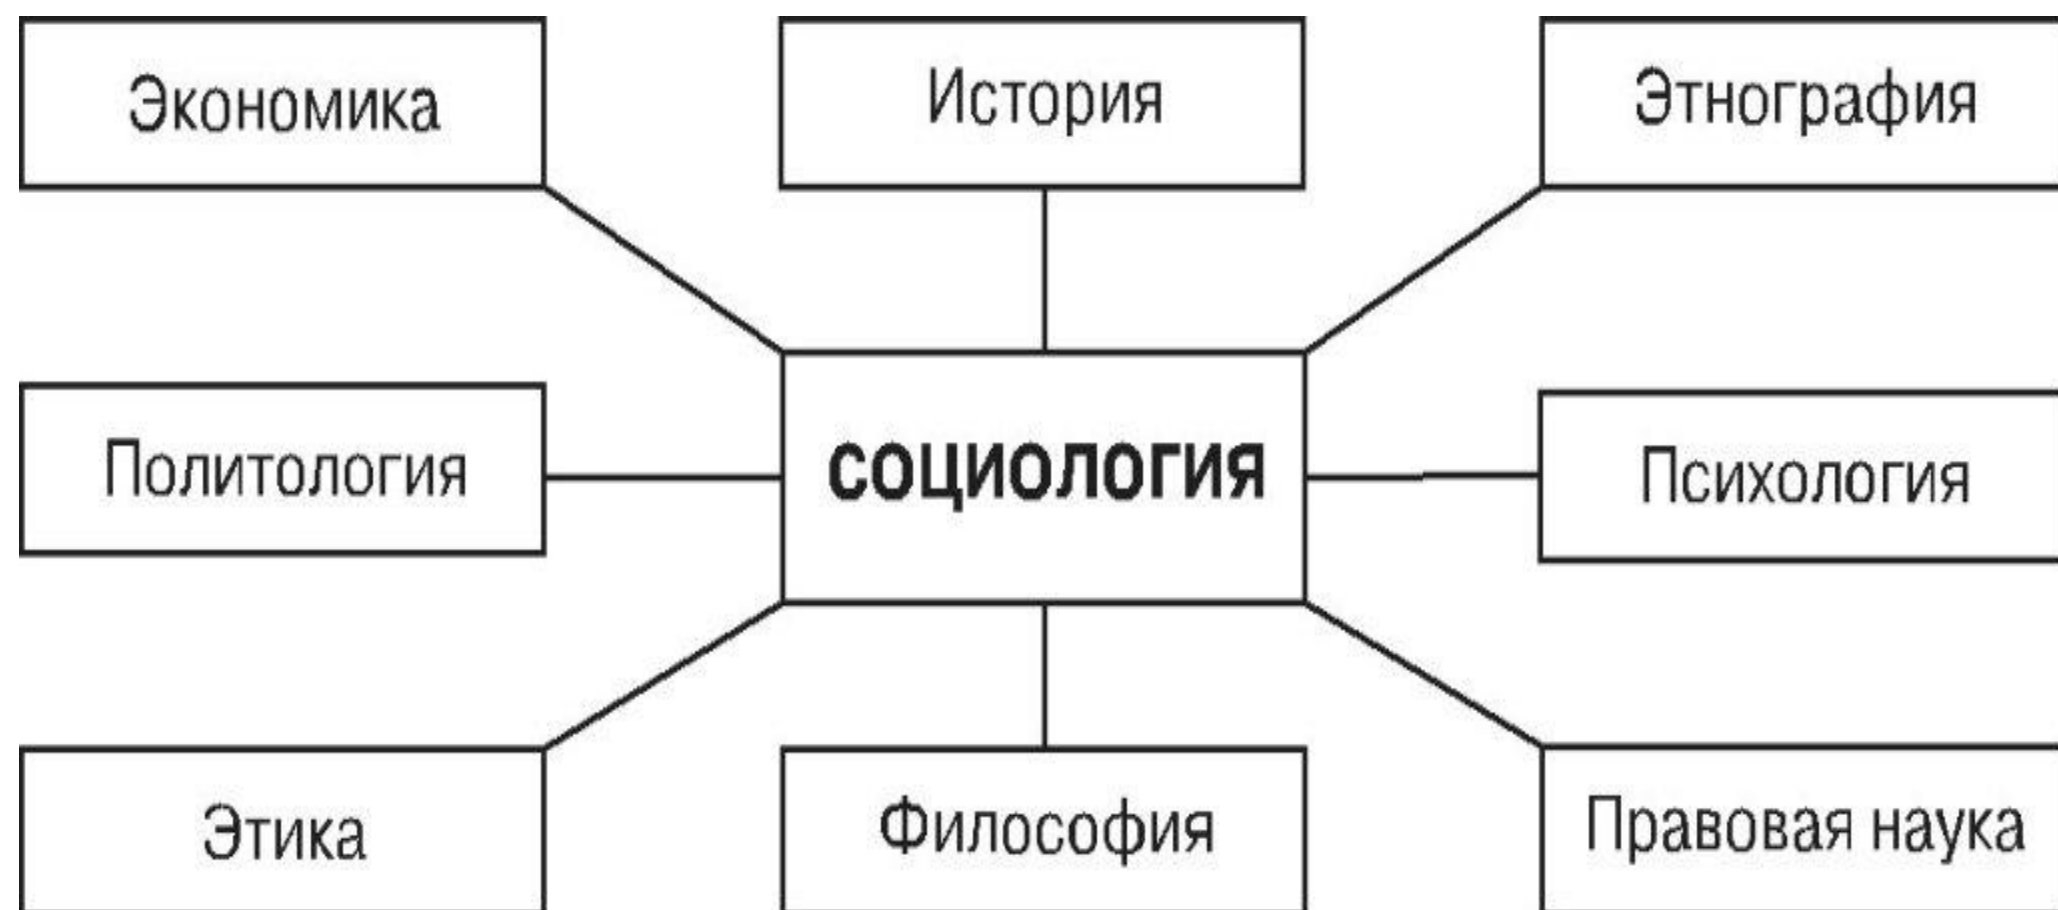 Экономика
История
Этнография
Политология
социология
Психология
Этика
Философия
Правовая наука